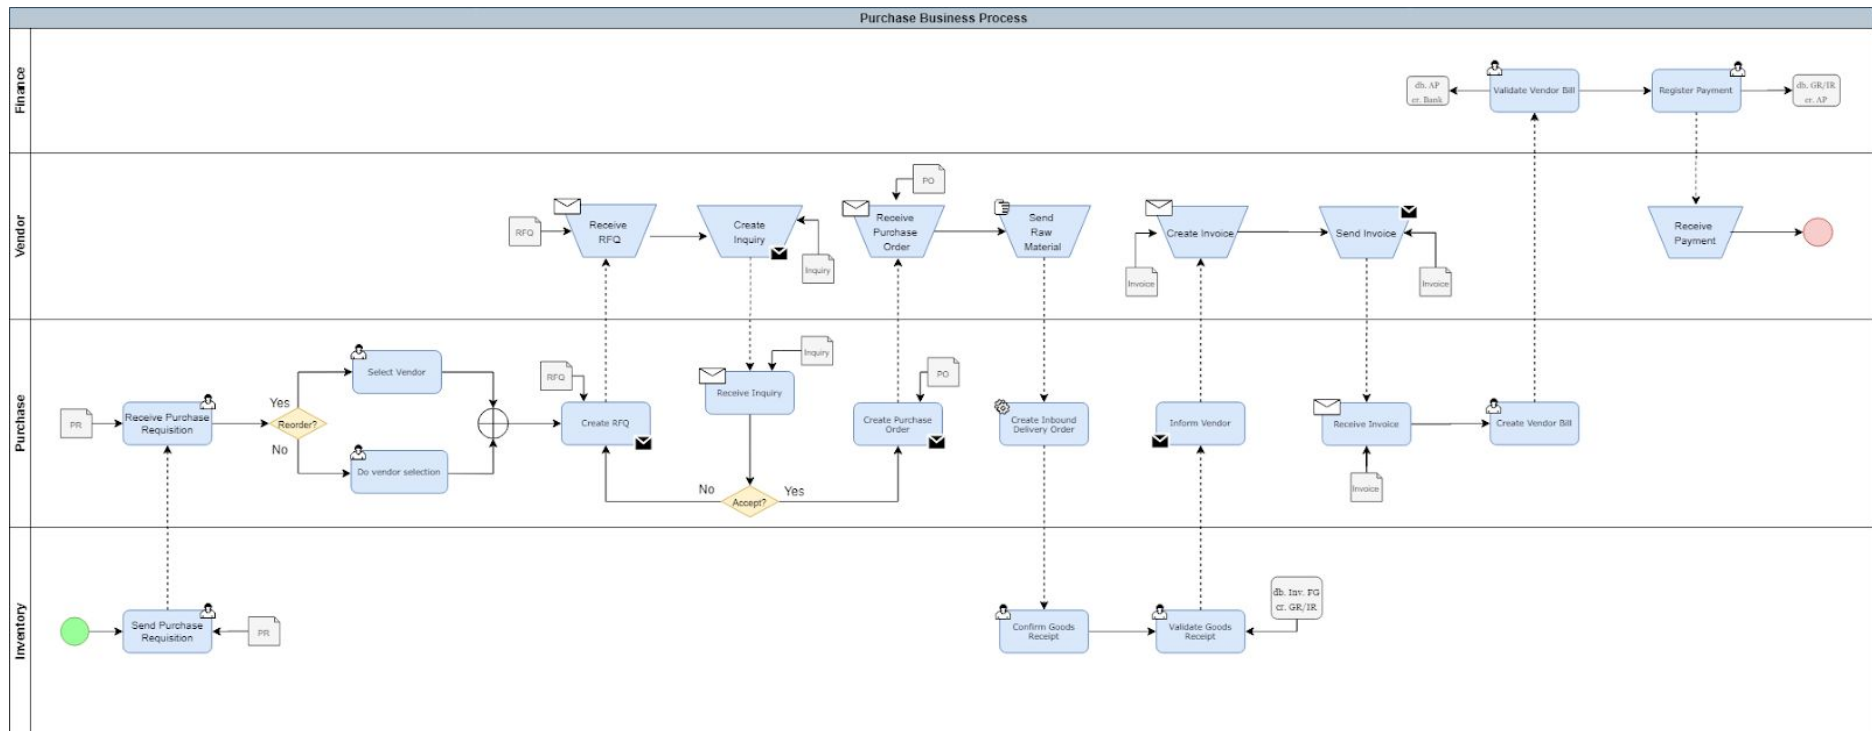 Purchase Business Process
Finance
db. AP
cr. Bank
Validate Vendor Bill
Register Payment
db. GR/IR
cr. AP
Vendor
RFQ
Receive
RFQ
Create
Inquiry
Inquiry
PO
Receive
Purchase
Order
Send
Raw
Material
Create Invoice
Invoice
Send Invoice
Invoice
Receive
Payment
Purchase
PR
Receive Purchase
Requisition
Yes
Reorder?
No
Select Vendor
Do vendor selection
RFQ
Create RFQ
Inquiry
Receive Inquiry
No
Accept?
Yes
PO
Create Purchase
Order
Create Inbound
Delivery Order
Inform Vendor
Receive Invoice
Invoice
Create Vendor Bill
Inventory
Send Purchase
Requisition
PR
Confirm Goods
Receipt
Validate Goods
Receipt
db. Inv. FG
cr. GR/IR